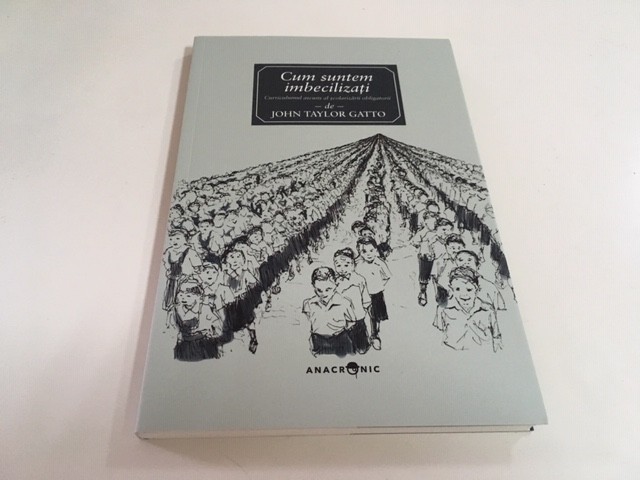 Cum suntem
imbecilizați
Curriculumul ascuns al școlarizării obligatorii
— de —
JOHN TAYLOR GATTO
ANACRONIC